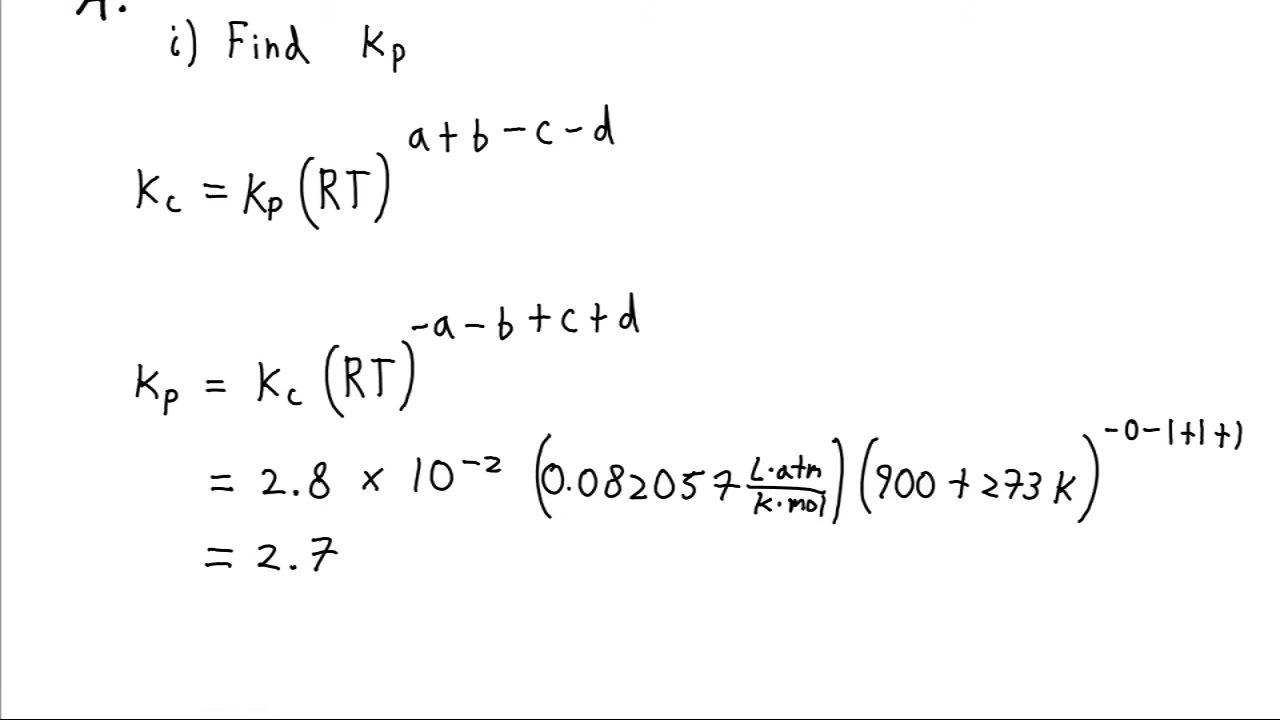 A.
i) Find Kp
Kc = Kp (RT)^a+b-c-d
Kp = Kc (RT)^-a-b+c+d
= 2.8 × 10^-2 (0.082057 L·atm/K·mol) (900 + 273 K)^-0-1+1+1
= 2.7